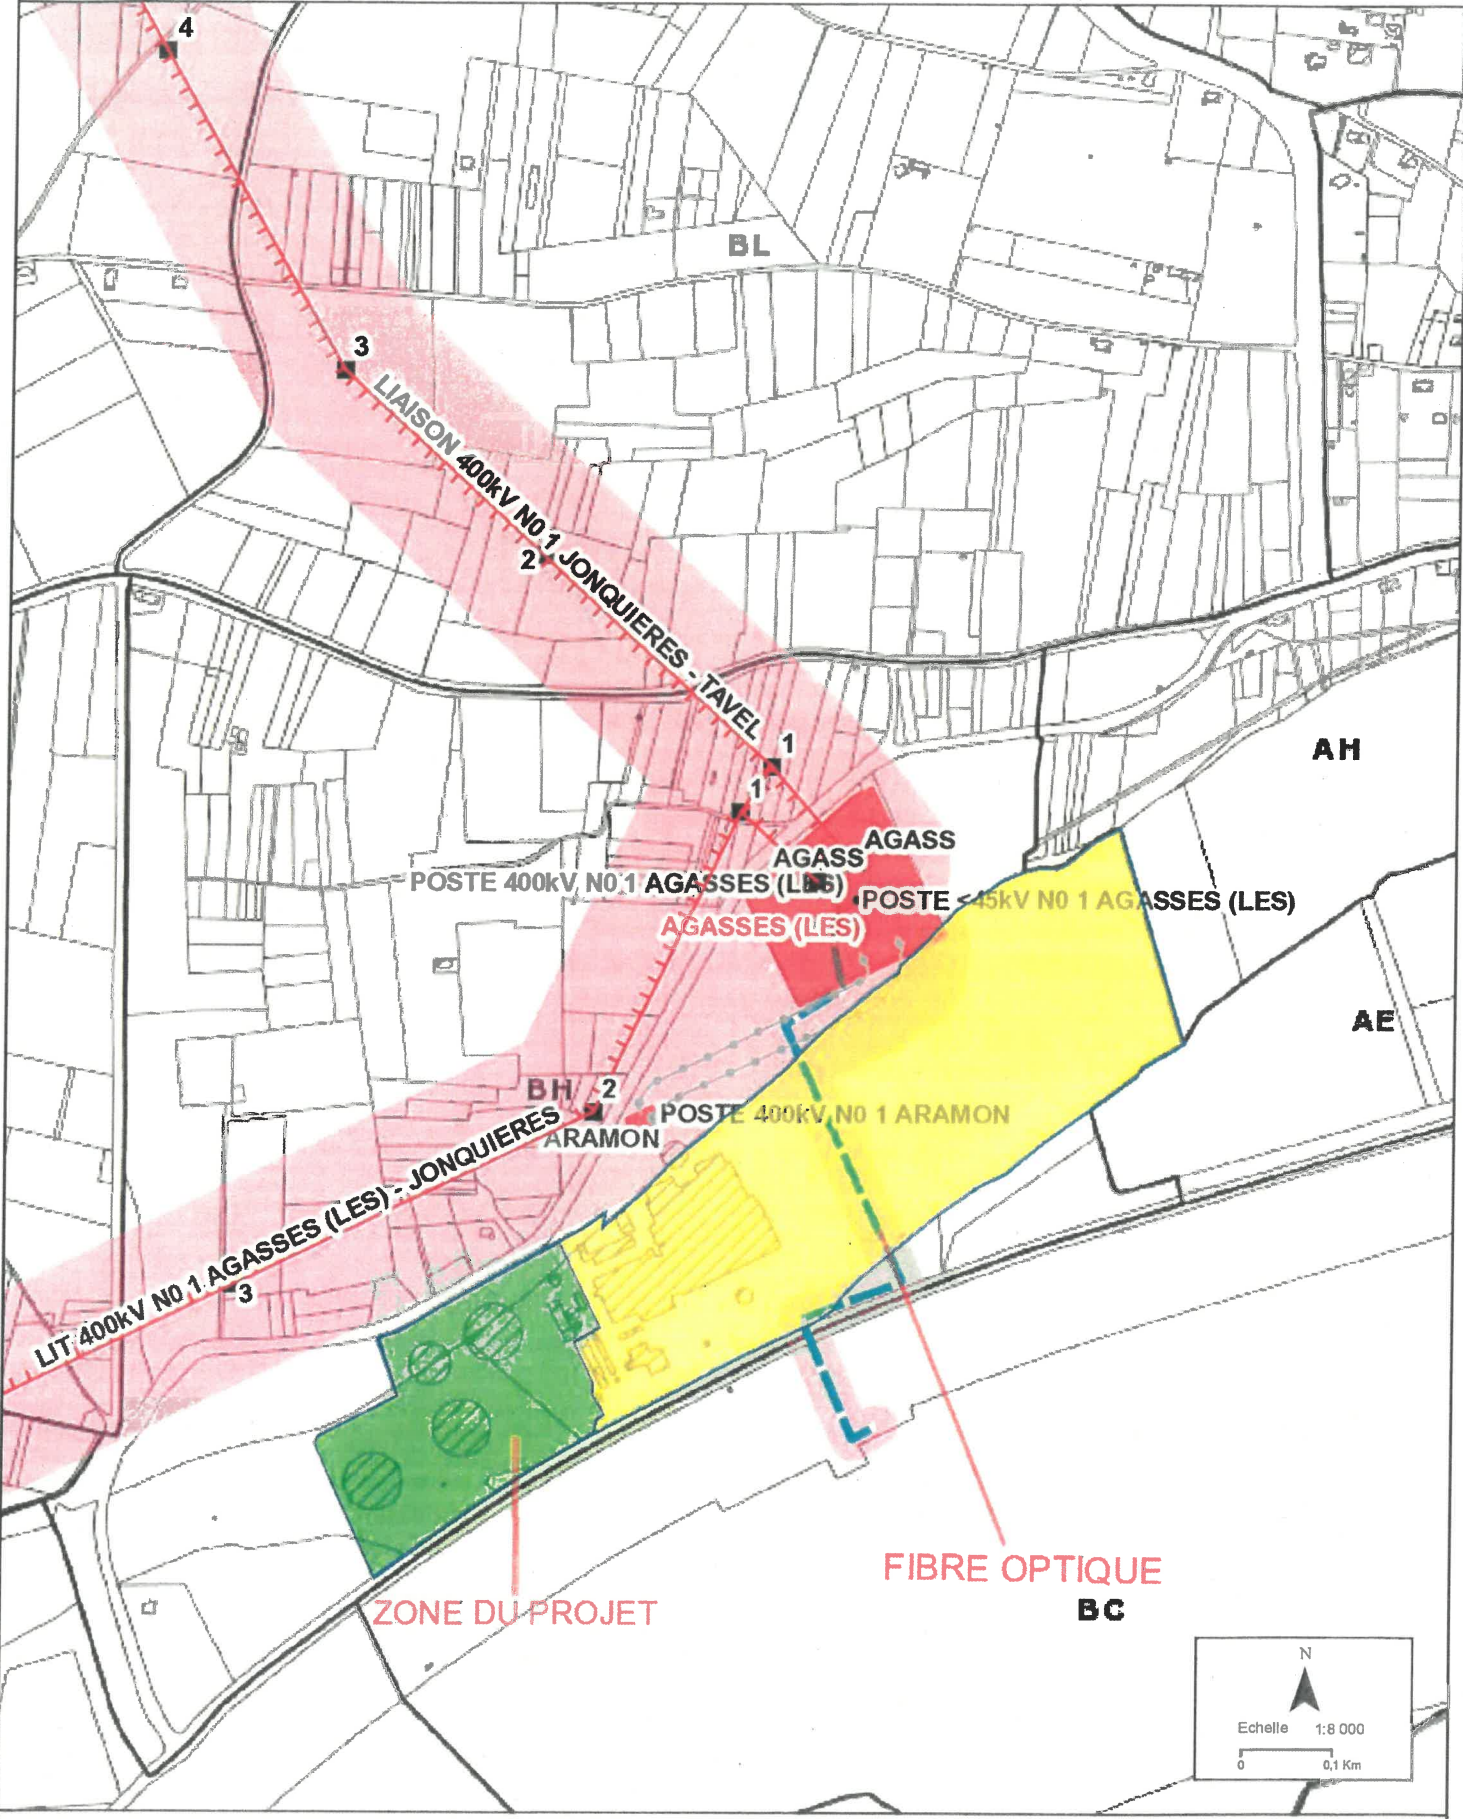 4
BL
3
LIAISON 400kV N0 1 JONQUIERES - TAVEL
2
1
AH
1
AGASS
AGASS
POSTE 400kV N0 1 AGASSES (LES)
POSTE <45kV N0 1 AGASSES (LES)
AGASSES (LES)
AE
BH
2
POSTE 400kV N0 1 ARAMON
ARAMON
LIT 400kV N0 1 AGASSES (LES) - JONQUIERES
3
FIBRE OPTIQUE
ZONE DU PROJET
BC
N
Echelle 1:8 000
0 0,1 Km